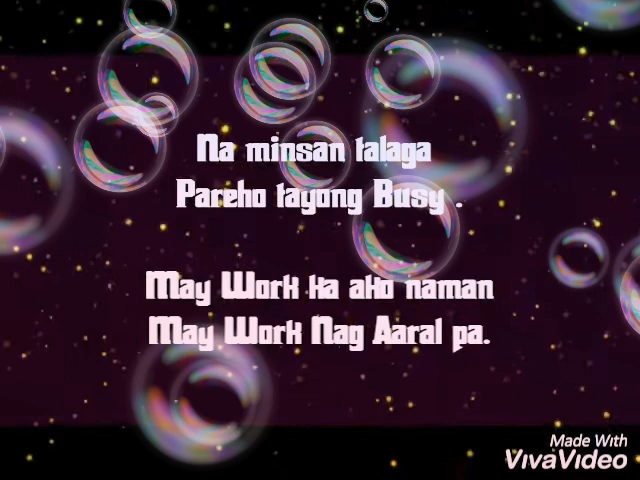 Na minsan talaga
Pareho tayong Busy .
May Work ka ako naman
May Work Nag Aaral pa.
Made With
VivaVideo